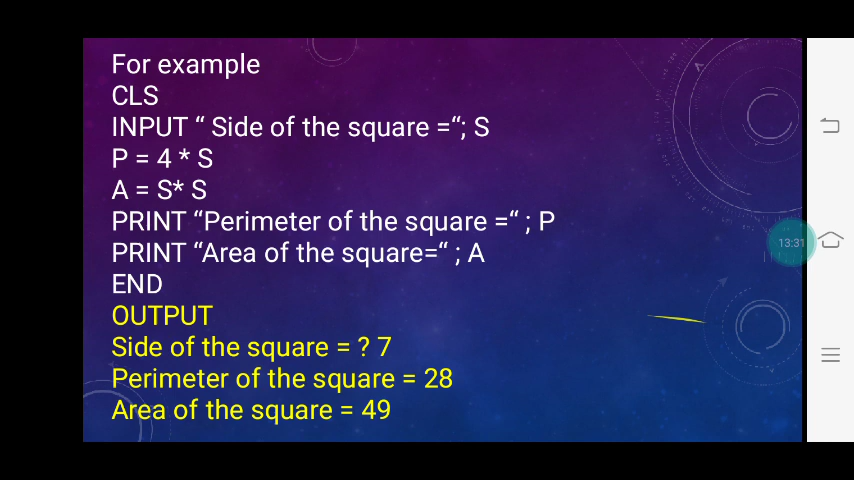 For example
CLS
INPUT “ Side of the square =“; S
P = 4 * S
A = S* S
PRINT “Perimeter of the square =“ ; P
PRINT “Area of the square=“ ; A
END
OUTPUT
Side of the square = ? 7
Perimeter of the square = 28
Area of the square = 49
13:31